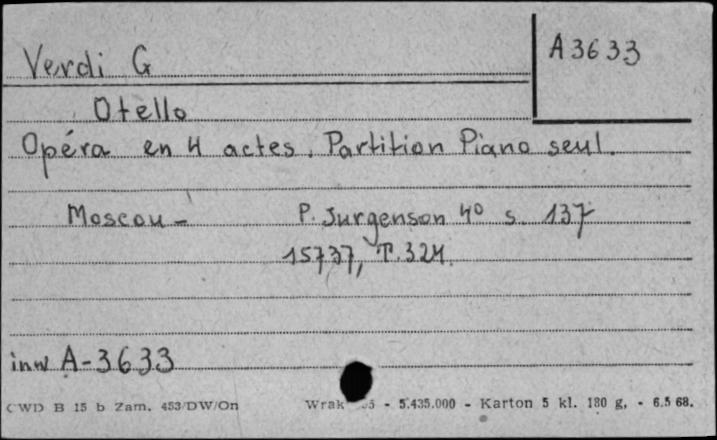 Verdi G
A 3633
Otello
Opéra en 4 actes. Partition Piano seul.
Moscou - P. Jurgenson 4° s. 137
15737, P. 324.
inw A-3633
CWD B 15 b Zam. 453/DW/On Wrak 5 - 5.435.000 - Karton 5 kl. 180 g, - 6.5 68.